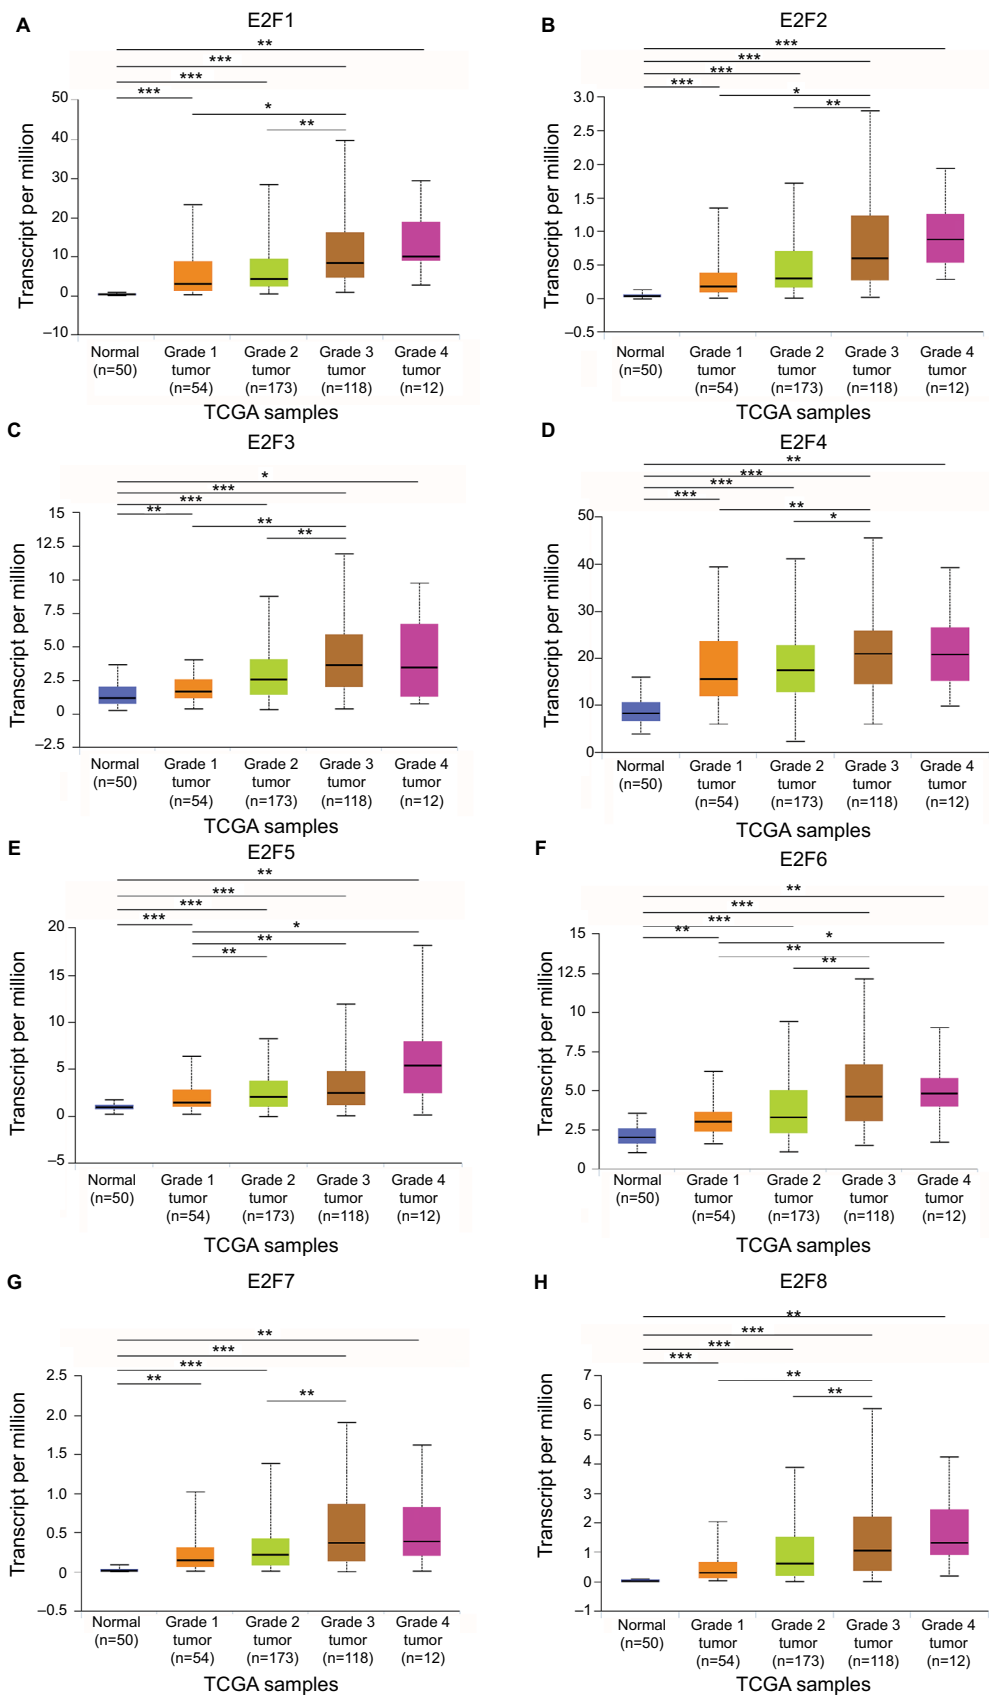 A
E2F1
**
***
***
***
*
**
Transcript per million
50
40
30
20
10
0
–10
Normal (n=50)
Grade 1 tumor (n=54)
Grade 2 tumor (n=173)
Grade 3 tumor (n=118)
Grade 4 tumor (n=12)
TCGA samples
B
E2F2
***
***
***
***
*
**
Transcript per million
3.0
2.5
2.0
1.5
1.0
0.5
0
–0.5
Normal (n=50)
Grade 1 tumor (n=54)
Grade 2 tumor (n=173)
Grade 3 tumor (n=118)
Grade 4 tumor (n=12)
TCGA samples
C
E2F3
*
***
***
**
**
**
Transcript per million
15
12.5
10
7.5
5.0
2.5
0
–2.5
Normal (n=50)
Grade 1 tumor (n=54)
Grade 2 tumor (n=173)
Grade 3 tumor (n=118)
Grade 4 tumor (n=12)
TCGA samples
D
E2F4
**
***
***
***
**
*
Transcript per million
50
40
30
20
10
0
Normal (n=50)
Grade 1 tumor (n=54)
Grade 2 tumor (n=173)
Grade 3 tumor (n=118)
Grade 4 tumor (n=12)
TCGA samples
E
E2F5
**
***
***
***
*
**
**
Transcript per million
20
15
10
5
0
–5
Normal (n=50)
Grade 1 tumor (n=54)
Grade 2 tumor (n=173)
Grade 3 tumor (n=118)
Grade 4 tumor (n=12)
TCGA samples
F
E2F6
**
***
***
**
*
**
**
Transcript per million
15
12.5
10
7.5
5.0
2.5
0
Normal (n=50)
Grade 1 tumor (n=54)
Grade 2 tumor (n=173)
Grade 3 tumor (n=118)
Grade 4 tumor (n=12)
TCGA samples
G
E2F7
**
***
***
**
**
Transcript per million
2.5
2.0
1.5
1.0
0.5
0
–0.5
Normal (n=50)
Grade 1 tumor (n=54)
Grade 2 tumor (n=173)
Grade 3 tumor (n=118)
Grade 4 tumor (n=12)
TCGA samples
H
E2F8
**
***
***
***
**
**
Transcript per million
7
6
5
4
3
2
1
0
–1
Normal (n=50)
Grade 1 tumor (n=54)
Grade 2 tumor (n=173)
Grade 3 tumor (n=118)
Grade 4 tumor (n=12)
TCGA samples